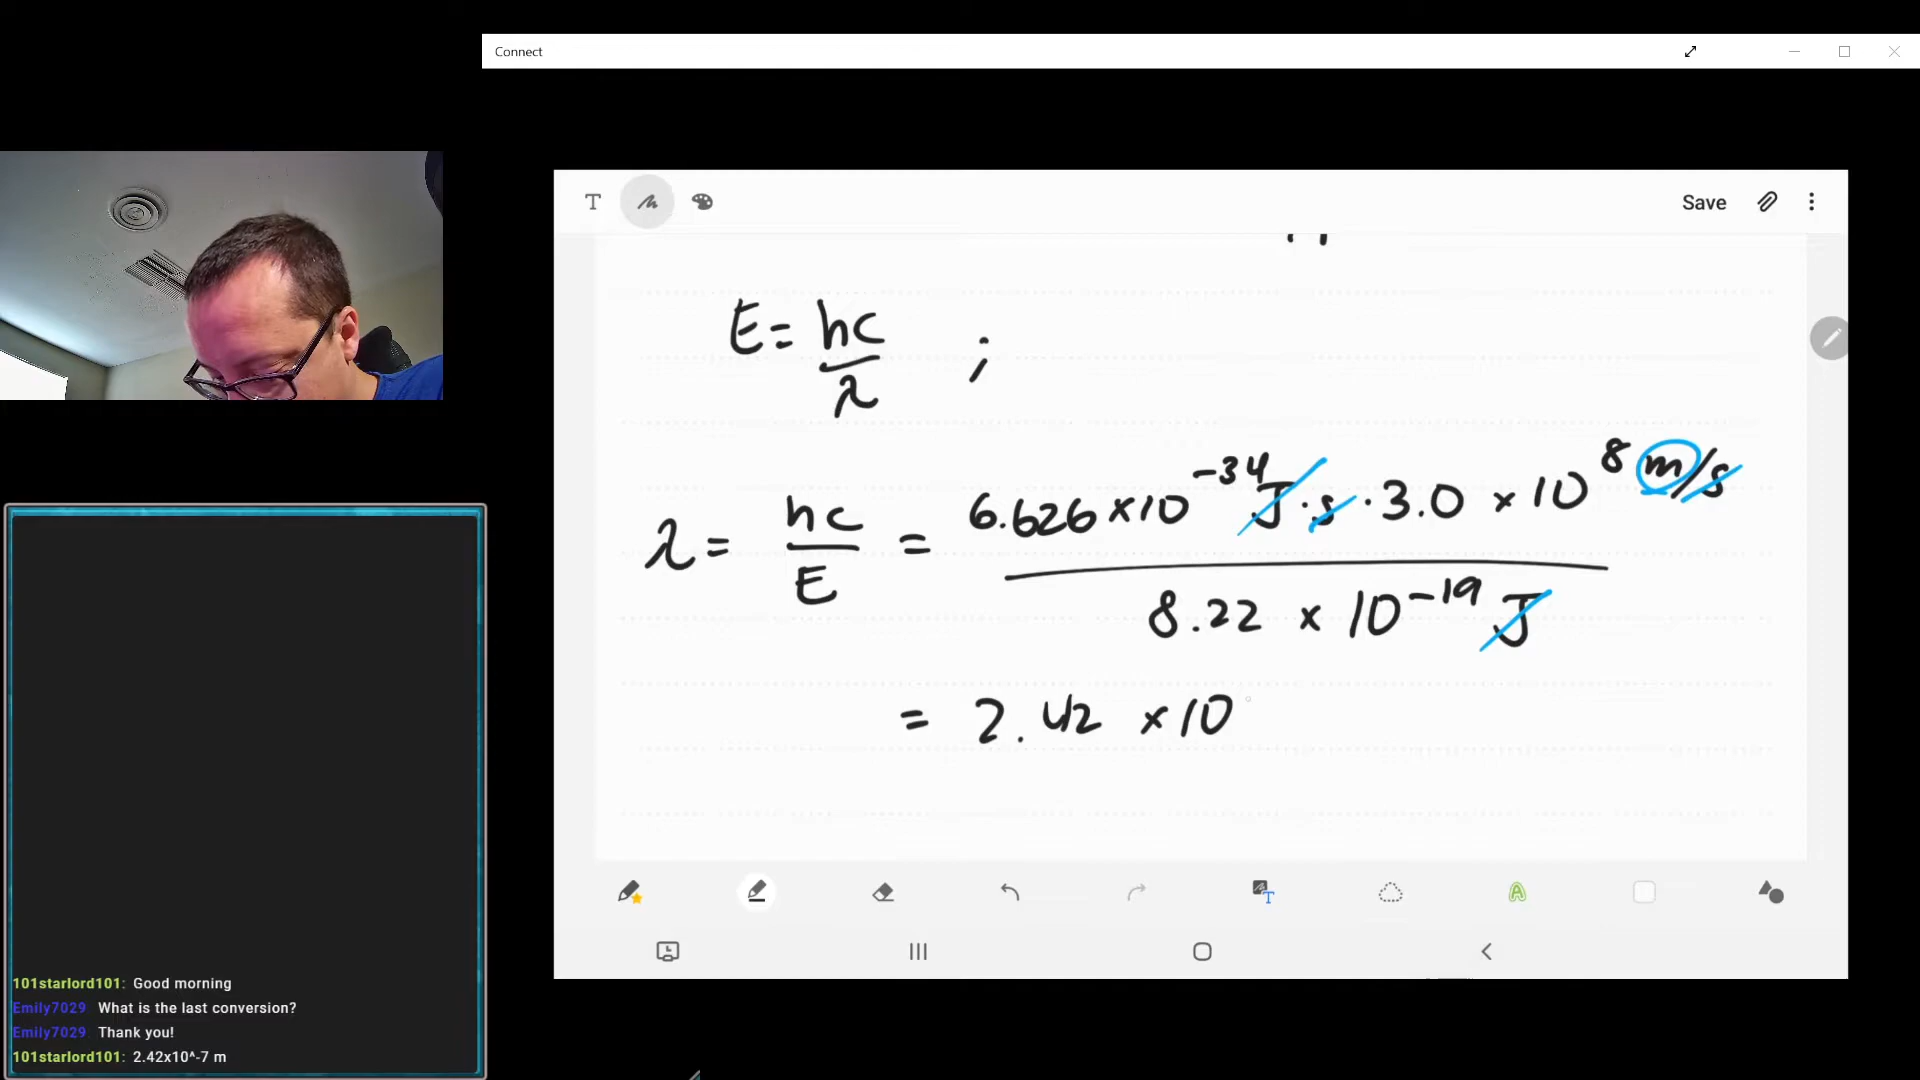 Connect
T
Save
E = hc/λ ;
λ = hc/E = 6.626 × 10^-34 J · s · 3.0 × 10^8 m/s / 8.22 × 10^-19 J
= 2.42 × 10
T
A
101starlord101: Good morning
Emily7029: What is the last conversion?
Emily7029: Thank you!
101starlord101: 2.42x10^-7 m